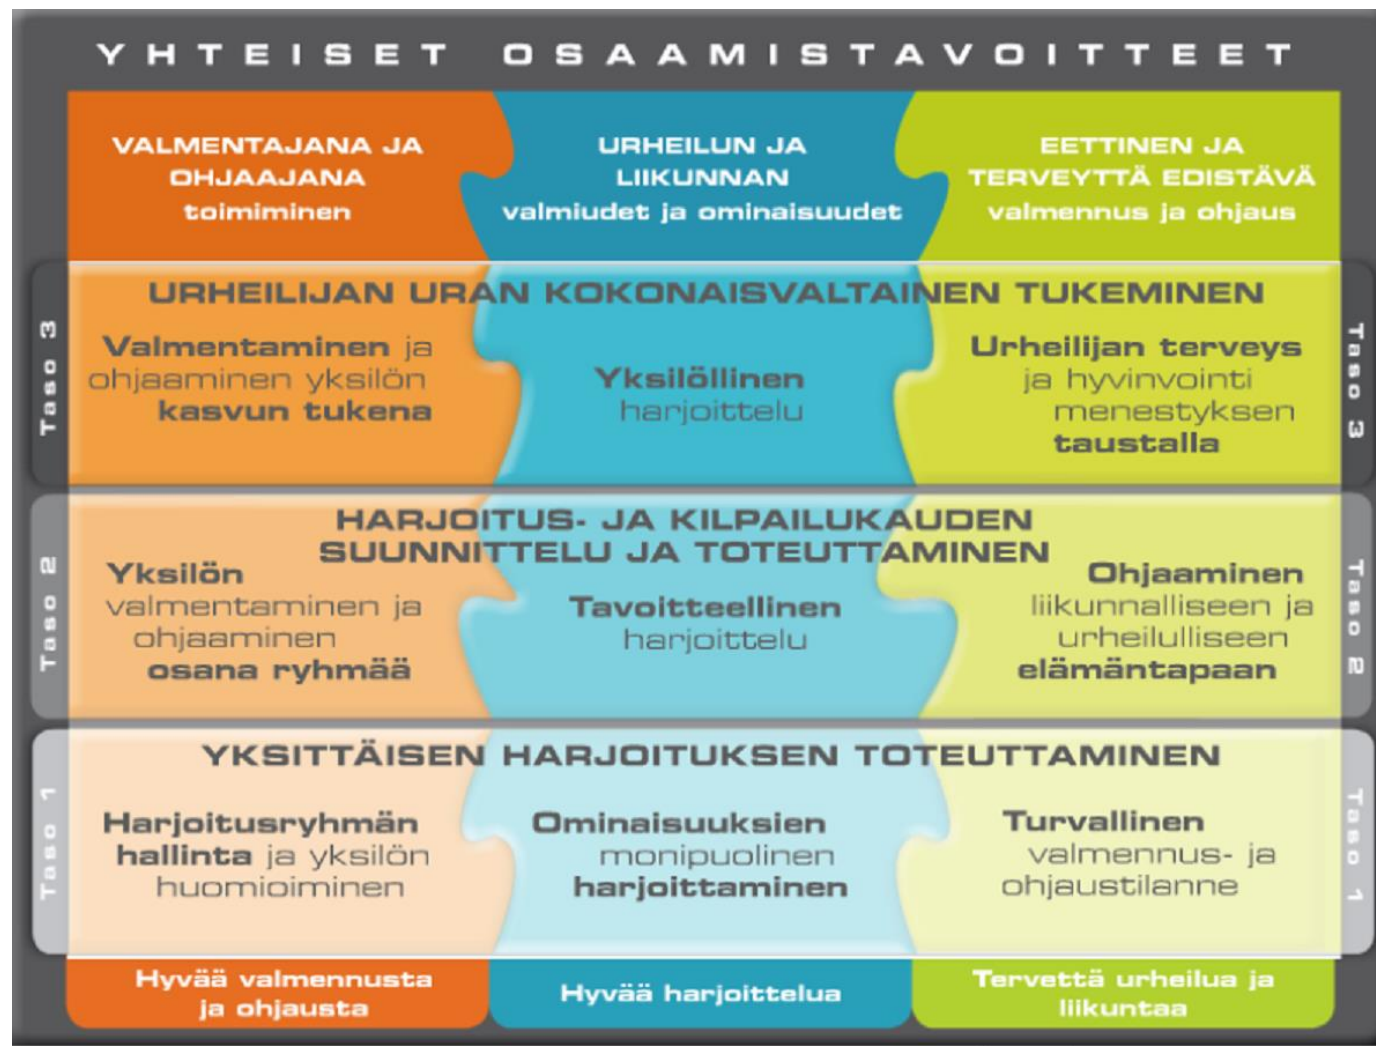 YHTEISET OSAAMISTAVOITTEET
VALMENTAJANA JA
OHJAAJANA
toimiminen
URHEILUN JA
LIIKUNNAN
valmiudet ja ominaisuudet
EETTINEN JA
TERVEYTTÄ EDISTÄVÄ
valmennus ja ohjaus
Taso 3
URHEILIJAN URAN KOKONAISVALTAINEN TUKEMINEN
Valmentaminen ja
ohjaaminen yksilön
kasvun tukena
Yksilöllinen
harjoittelu
Urheilijan terveys
ja hyvinvointi
menestyksen
taustalla
Taso 3
Taso 2
HARJOITUS- JA KILPAILUKAUDEN
SUUNNITTELU JA TOTEUTTAMINEN
Yksilön
valmentaminen ja
ohjaaminen
osana ryhmää
Tavoitteellinen
harjoittelu
Ohjaaminen
liikunnalliseen ja
urheilulliseen
elämäntapaan
Taso 2
Taso 1
YKSITTÄISEN HARJOITUKSEN TOTEUTTAMINEN
Harjoitusryhmän
hallinta ja yksilön
huomioiminen
Ominaisuuksien
monipuolinen
harjoittaminen
Turvallinen
valmennus- ja
ohjaustilanne
Taso 1
Hyvää valmennusta
ja ohjausta
Hyvää harjoittelua
Tervettä urheilua ja
liikuntaa